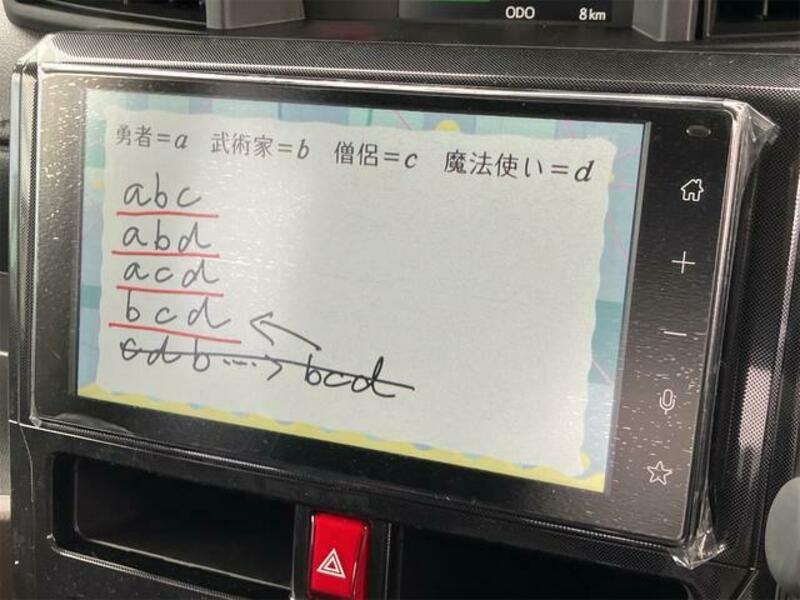 ODO 8km
勇者=a 武術家=b 僧侶=c 魔法使い=d
abc
abd
acd
bcd
cdb....→bcd